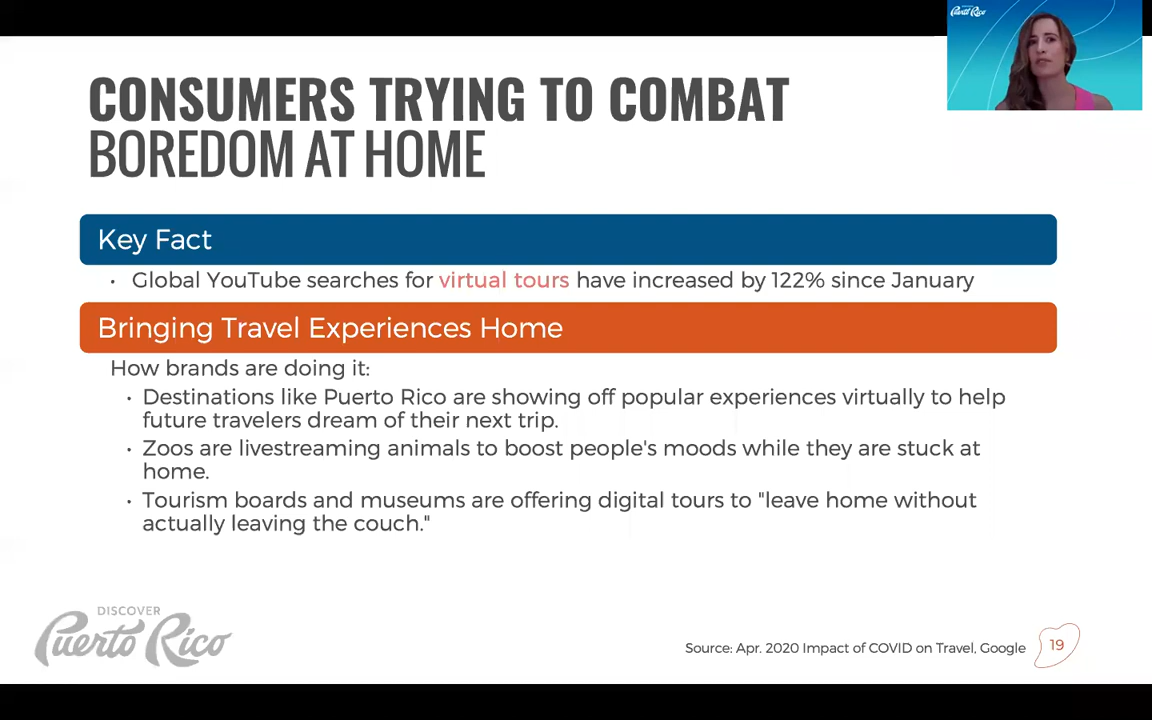 Puerto Rico
CONSUMERS TRYING TO COMBAT
BOREDOM AT HOME
Key Fact
• Global YouTube searches for virtual tours have increased by 122% since January
Bringing Travel Experiences Home
How brands are doing it:
• Destinations like Puerto Rico are showing off popular experiences virtually to help
future travelers dream of their next trip.
• Zoos are livestreaming animals to boost people's moods while they are stuck at
home.
• Tourism boards and museums are offering digital tours to "leave home without
actually leaving the couch."
DISCOVER
Puerto Rico
Source: Apr. 2020 Impact of COVID on Travel, Google
19